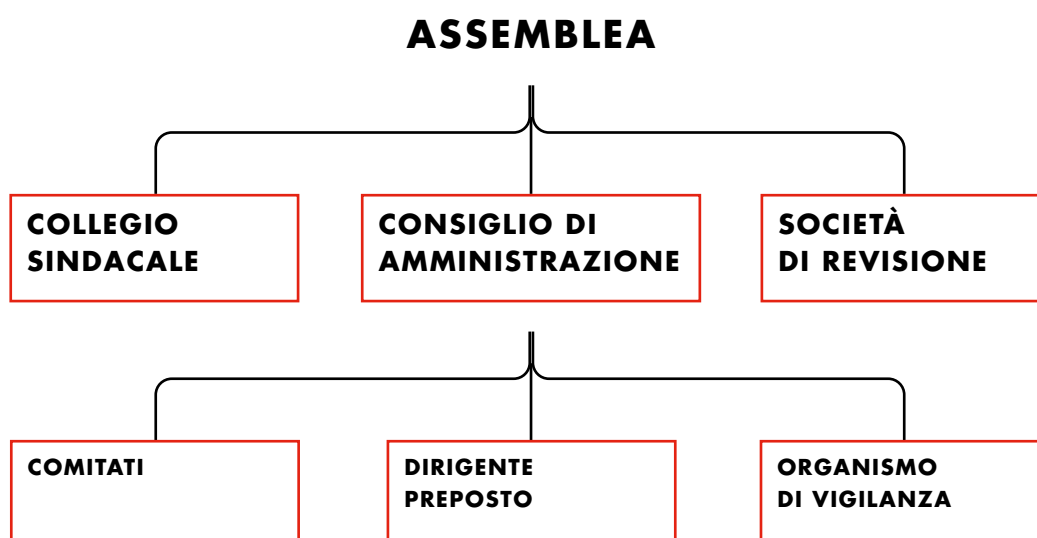 ASSEMBLEA
COLLEGIO
SINDACALE
CONSIGLIO DI
AMMINISTRAZIONE
SOCIETÀ
DI REVISIONE
COMITATI
DIRIGENTE
PREPOSTO
ORGANISMO
DI VIGILANZA